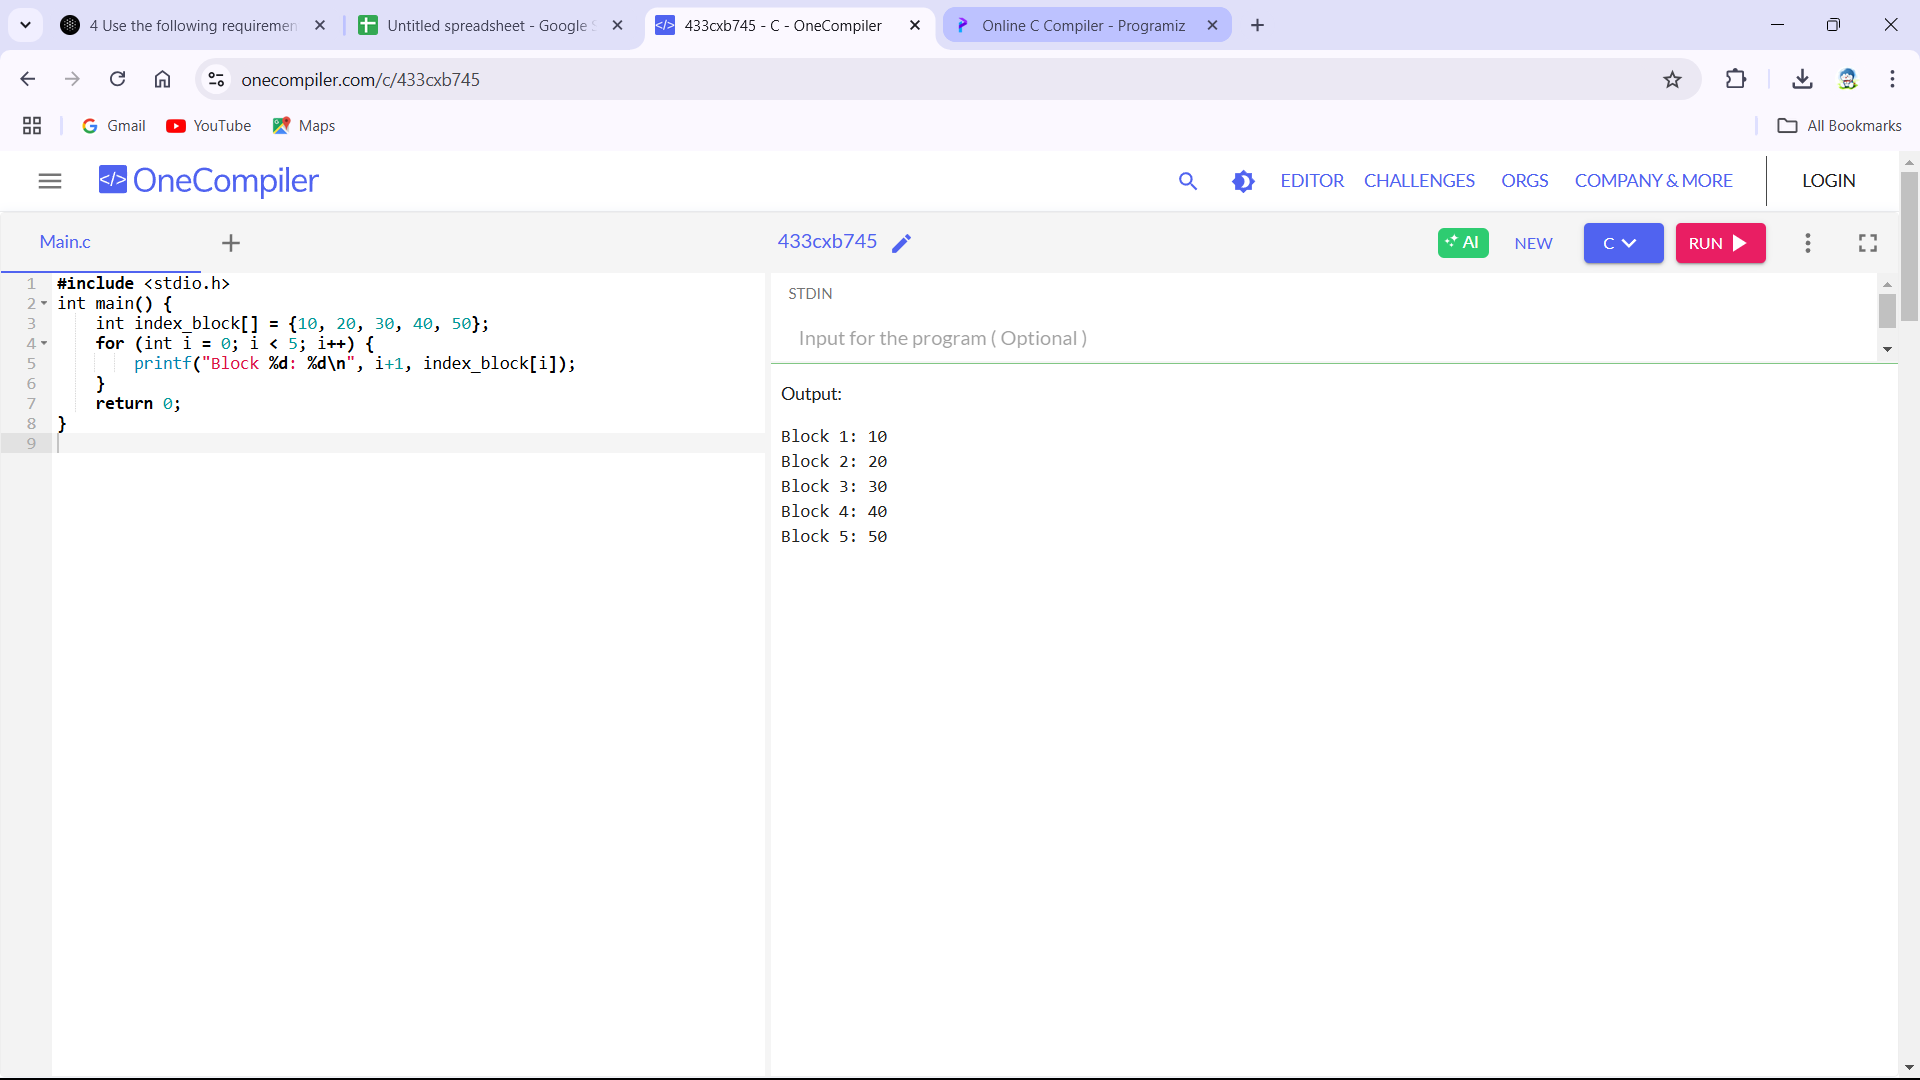 4 Use the following requiremen
Untitled spreadsheet - Google S
433cxb745 - C - OneCompiler
Online C Compiler - Programiz
onecompiler.com/c/433cxb745
Gmail
YouTube
Maps
All Bookmarks
</> OneCompiler
EDITOR
CHALLENGES
ORGS
COMPANY & MORE
LOGIN
Main.c
433cxb745
AI
NEW
C
RUN
1 #include <stdio.h>
2 int main() {
3     int index_block[] = {10, 20, 30, 40, 50};
4     for (int i = 0; i < 5; i++) {
5         printf("Block %d: %d\n", i+1, index_block[i]);
6     }
7     return 0;
8 }
9
STDIN
Input for the program ( Optional )
Output:
Block 1: 10
Block 2: 20
Block 3: 30
Block 4: 40
Block 5: 50